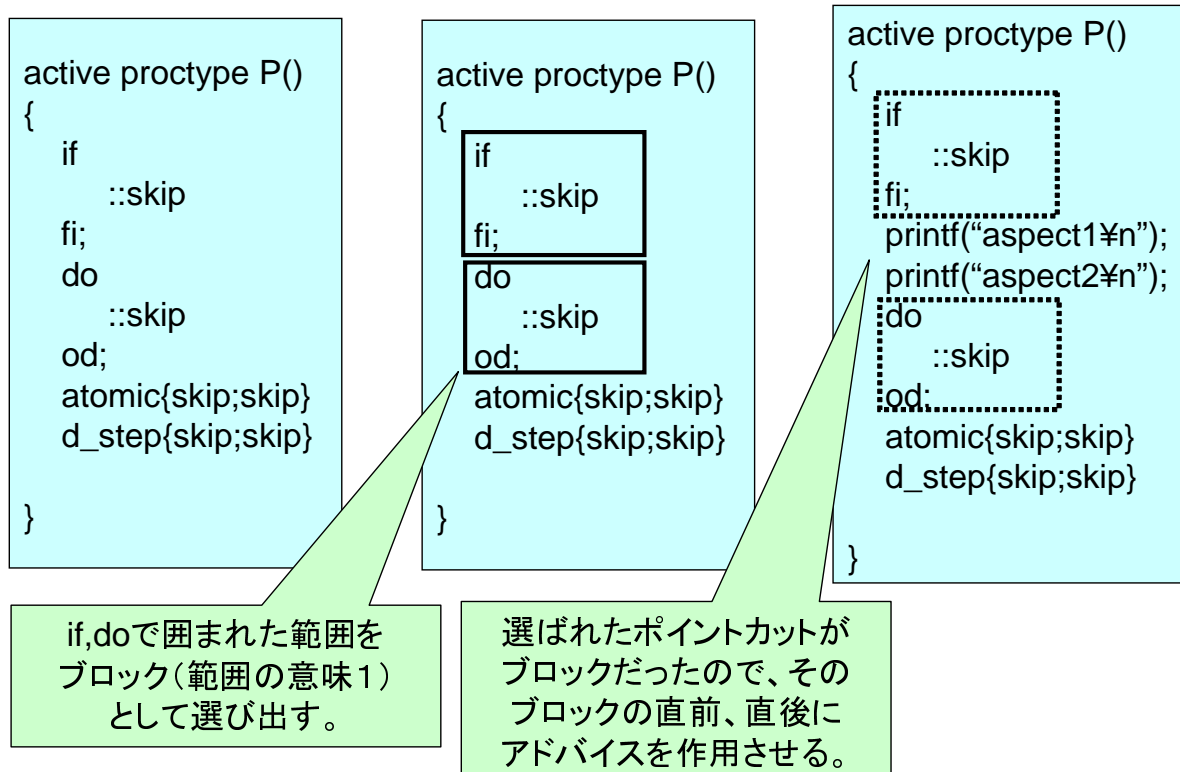 active proctype P()
{
if
::skip
fi;
do
::skip
od;
atomic{skip;skip}
d_step{skip;skip}
}
active proctype P()
{
if
::skip
fi;
do
::skip
od;
atomic{skip;skip}
d_step{skip;skip}
}
active proctype P()
{
if
::skip
fi;
printf(“aspect1¥n”);
printf(“aspect2¥n”);
do
::skip
od;
atomic{skip;skip}
d_step{skip;skip}
}
if,doで囲まれた範囲を
ブロック(範囲の意味1)
として選び出す。
選ばれたポイントカットが
ブロックだったので、その
ブロックの直前、直後に
アドバイスを作用させる。